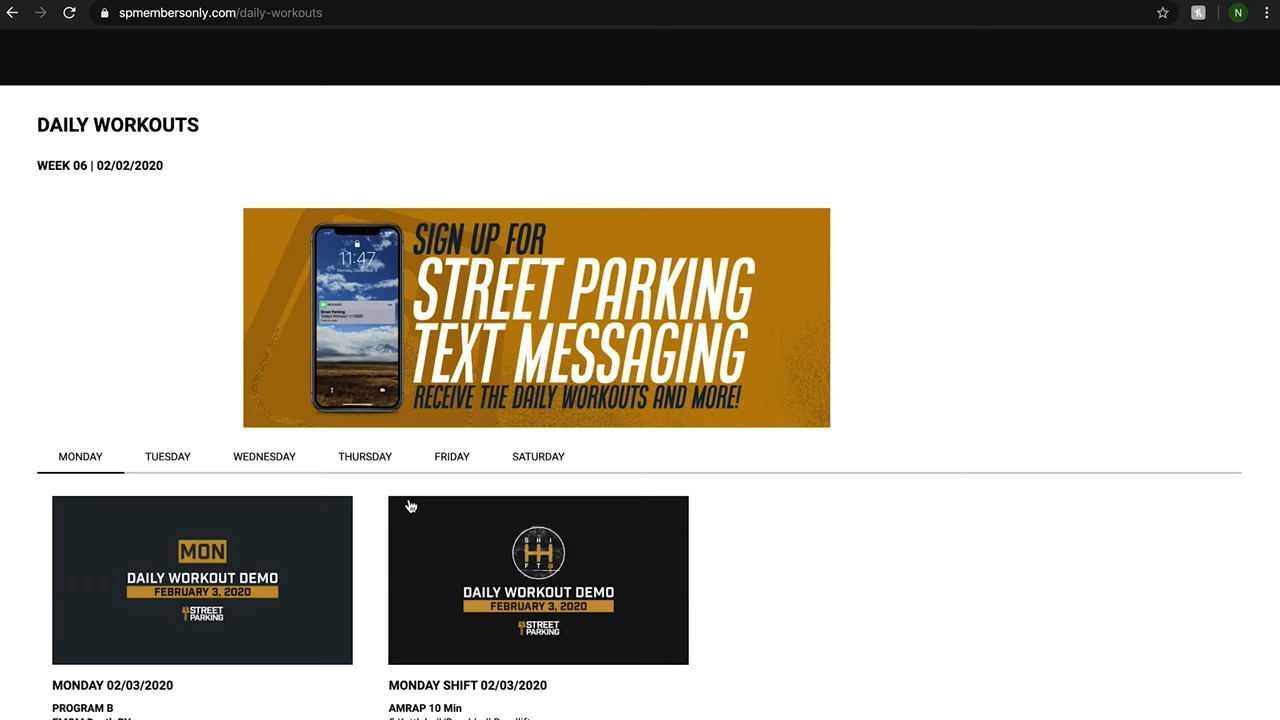 spmembersonly.com/daily-workouts
N
DAILY WORKOUTS
WEEK 06 | 02/02/2020
11:47
SIGN UP FOR
STREET PARKING
TEXT MESSAGING
RECEIVE THE DAILY WORKOUTS AND MORE!
MONDAY TUESDAY WEDNESDAY THURSDAY FRIDAY SATURDAY
MON
DAILY WORKOUT DEMO
FEBRUARY 3, 2020
STREET
PARKING
SHI
FT
DAILY WORKOUT DEMO
FEBRUARY 3, 2020
STREET
PARKING
MONDAY 02/03/2020
PROGRAM B
MONDAY SHIFT 02/03/2020
AMRAP 10 Min